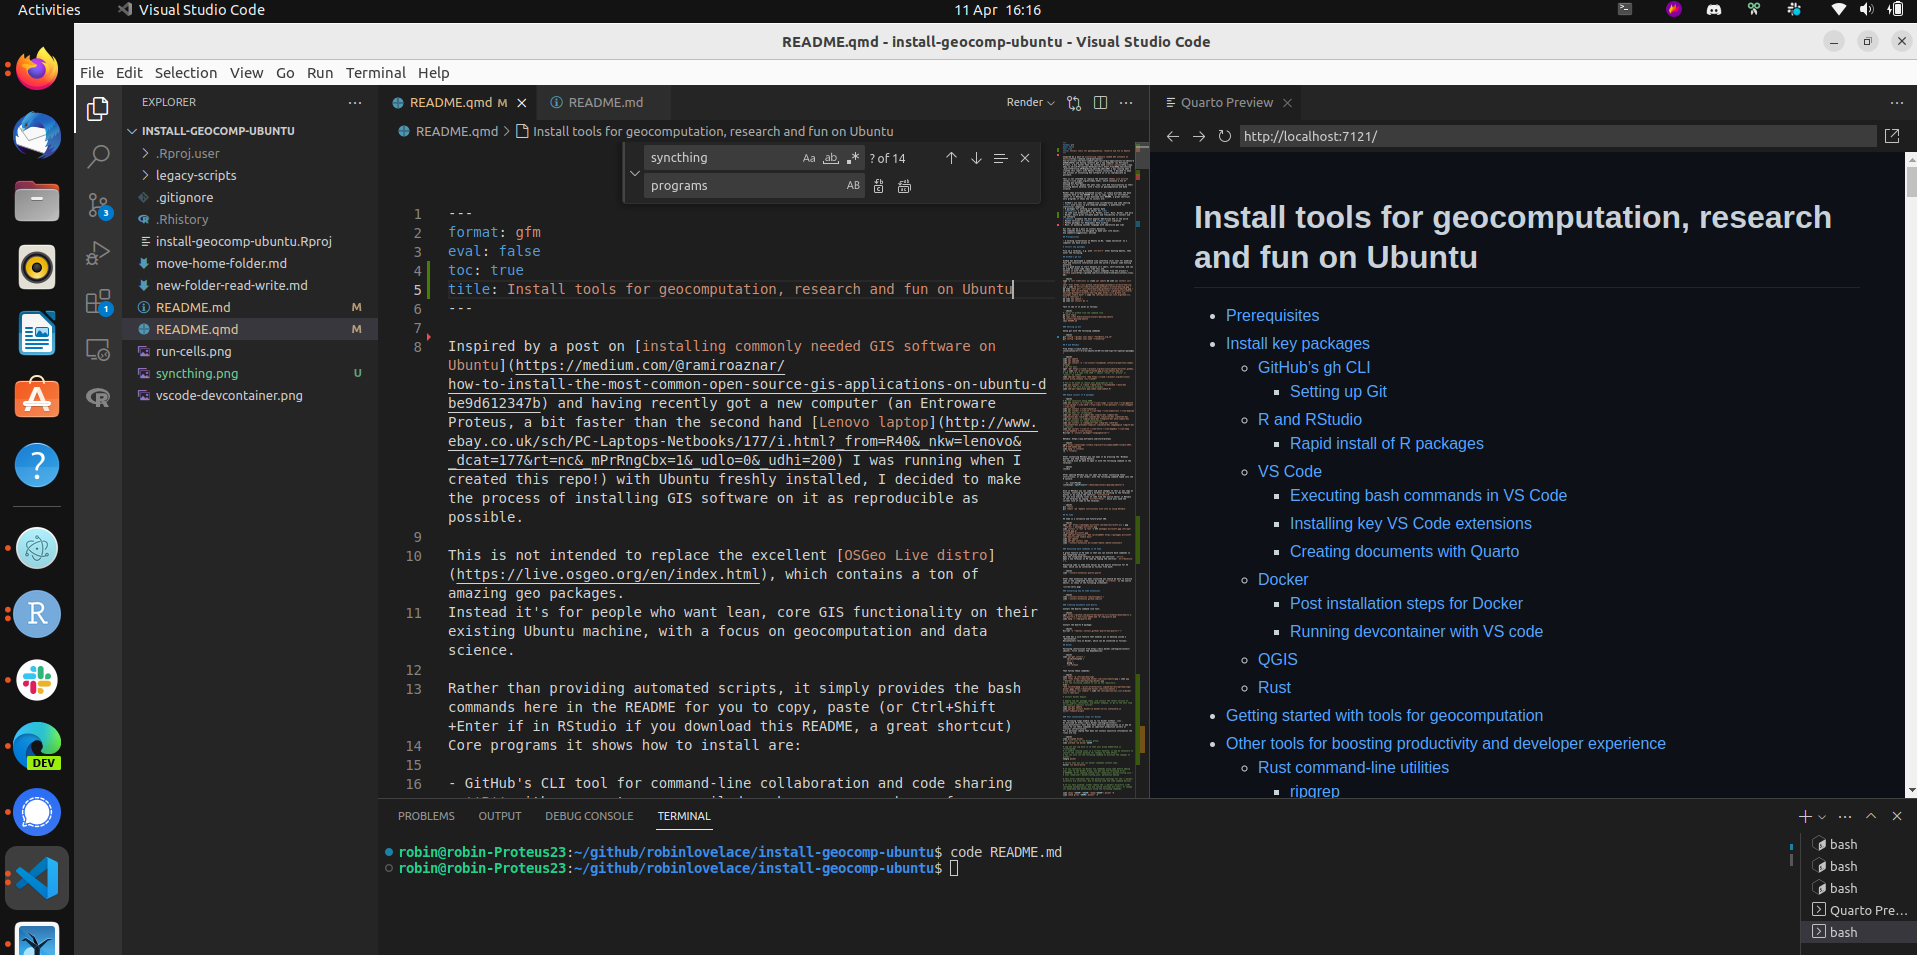 Activities
Visual Studio Code
11 Apr 16:16
README.qmd - install-geocomp-ubuntu - Visual Studio Code
File Edit Selection View Go Run Terminal Help
EXPLORER
INSTALL-GEOCOMP-UBUNTU
.Rproj.user
legacy-scripts
.gitignore
.Rhistory
install-geocomp-ubuntu.Rproj
move-home-folder.md
new-folder-read-write.md
README.md M
README.qmd M
run-cells.png
syncthing.png U
vscode-devcontainer.png
3
1
DEV
README.qmd M
README.md
Render
README.qmd > Install tools for geocomputation, research and fun on Ubuntu
syncthing Aa ab ? of 14
programs AB
1 ---
2 format: gfm
3 eval: false
4 toc: true
5 title: Install tools for geocomputation, research and fun on Ubuntu
6 ---
7
8 Inspired by a post on [installing commonly needed GIS software on
Ubuntu](https://medium.com/@ramiroaznar/
how-to-install-the-most-common-open-source-gis-applications-on-ubuntu-d
be9d612347b) and having recently got a new computer (an Entroware
Proteus, a bit faster than the second hand [Lenovo laptop](http://www.
ebay.co.uk/sch/PC-Laptops-Netbooks/177/i.html?_from=R40&_nkw=lenovo&
_dcat=177&rt=nc&_mPrRngCbx=1&_udlo=0&_udhi=200) I was running when I
created this repo!) with Ubuntu freshly installed, I decided to make
the process of installing GIS software on it as reproducible as
possible.
9
10 This is not intended to replace the excellent [OSGeo Live distro]
(https://live.osgeo.org/en/index.html), which contains a ton of
amazing geo packages.
11 Instead it's for people who want lean, core GIS functionality on their
existing Ubuntu machine, with a focus on geocomputation and data
science.
12
13 Rather than providing automated scripts, it simply provides the bash
commands here in the README for you to copy, paste (or Ctrl+Shift
+Enter if in RStudio if you download this README, a great shortcut)
14 Core programs it shows how to install are:
15
16 - GitHub's CLI tool for command-line collaboration and code sharing
Quarto Preview
http://localhost:7121/
Install tools for geocomputation, research
and fun on Ubuntu
Prerequisites
Install key packages
GitHub's gh CLI
Setting up Git
R and RStudio
Rapid install of R packages
VS Code
Executing bash commands in VS Code
Installing key VS Code extensions
Creating documents with Quarto
Docker
Post installation steps for Docker
Running devcontainer with VS code
QGIS
Rust
Getting started with tools for geocomputation
Other tools for boosting productivity and developer experience
Rust command-line utilities
ripgrep
PROBLEMS OUTPUT DEBUG CONSOLE TERMINAL
robin@robin-Proteus23:~/github/robinlovelace/install-geocomp-ubuntu$ code README.md
robin@robin-Proteus23:~/github/robinlovelace/install-geocomp-ubuntu$
bash
bash
bash
Quarto Pre...
bash